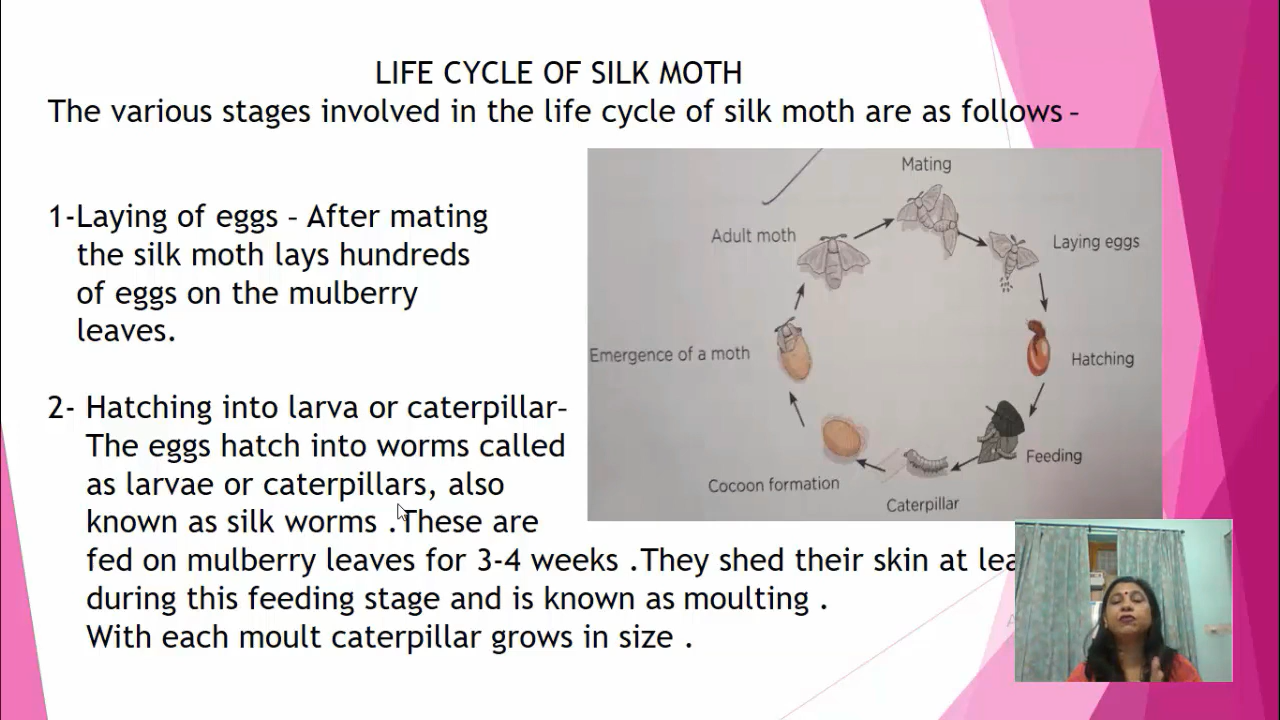 LIFE CYCLE OF SILK MOTH
The various stages involved in the life cycle of silk moth are as follows –
1-Laying of eggs – After mating
the silk moth lays hundreds
of eggs on the mulberry
leaves.
2- Hatching into larva or caterpillar–
The eggs hatch into worms called
as larvae or caterpillars, also
known as silk worms .These are
fed on mulberry leaves for 3-4 weeks .They shed their skin at
during this feeding stage and is known as moulting .
With each moult caterpillar grows in size .
Mating
Adult moth
Laying eggs
Emergence of a moth
Hatching
Feeding
Cocoon formation
Caterpillar